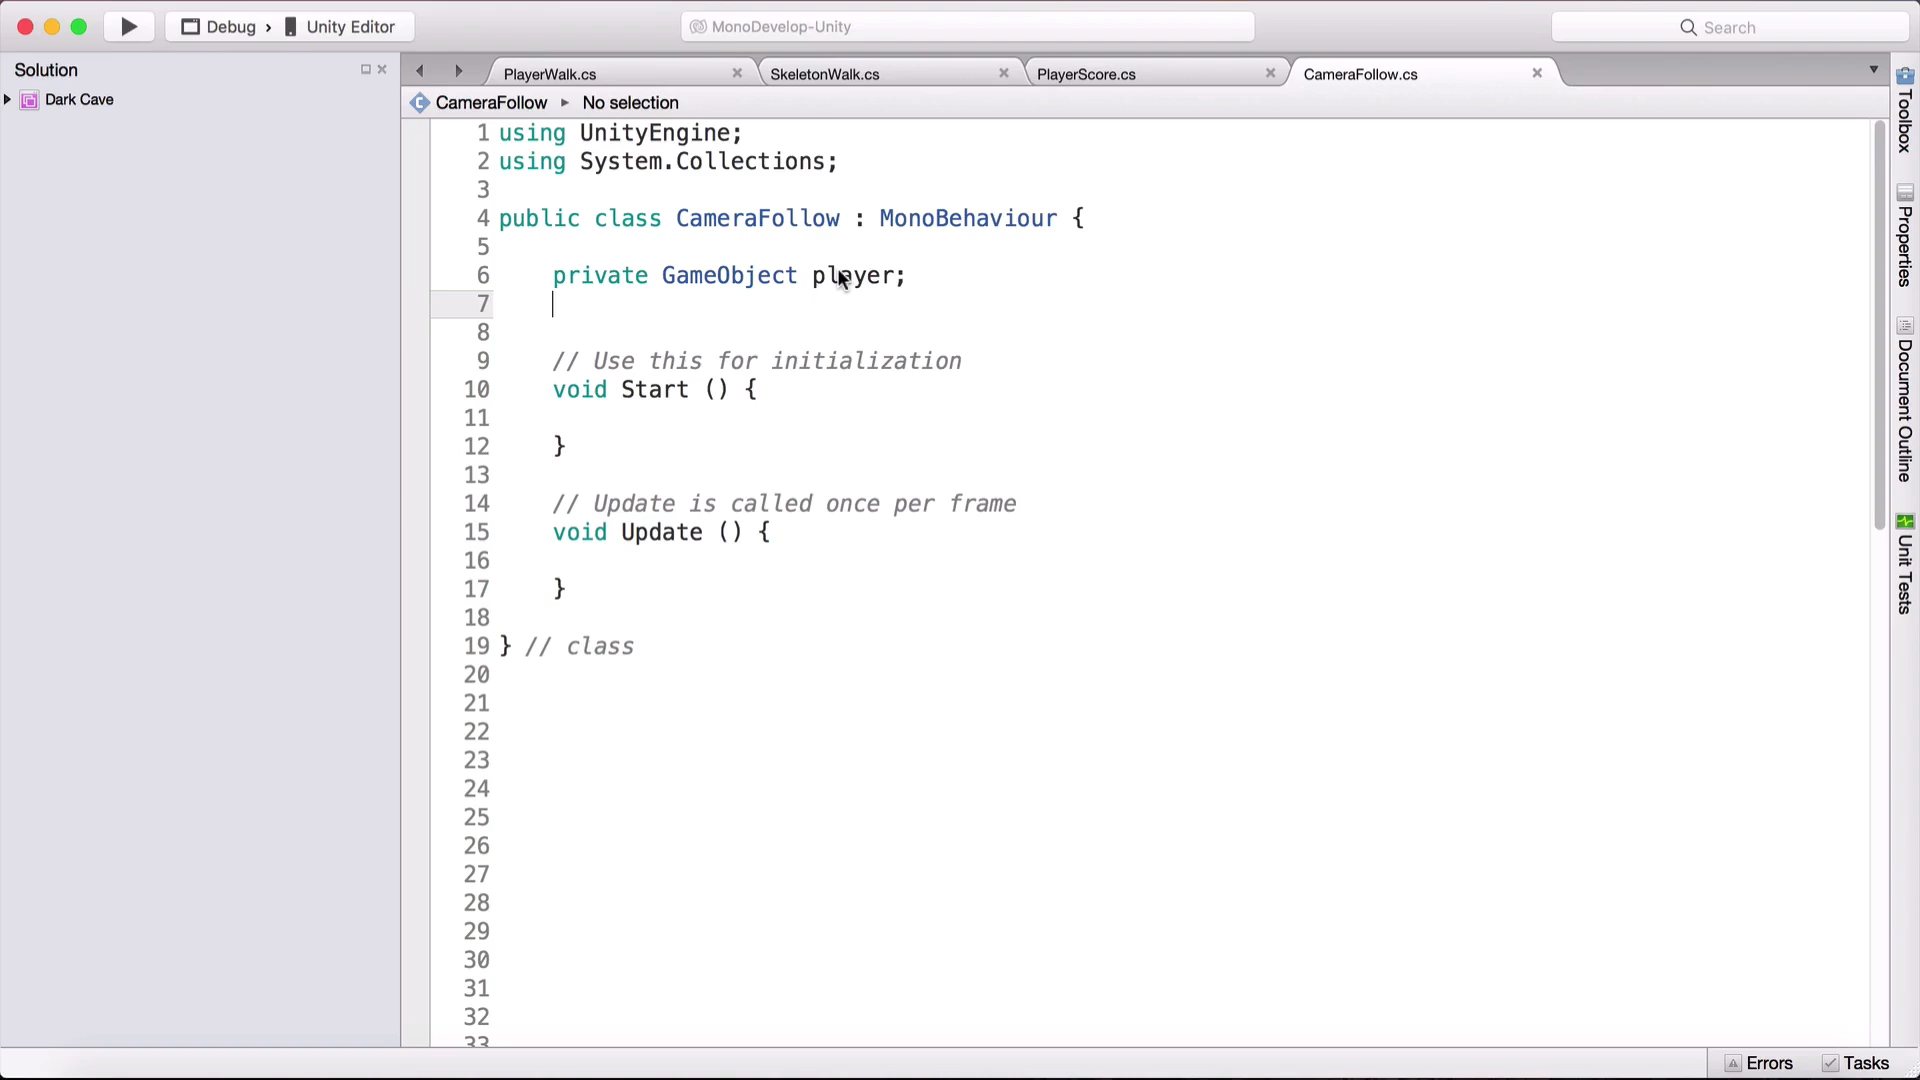 Debug › Unity Editor
MonoDevelop-Unity
Search
Solution
Dark Cave
PlayerWalk.cs
SkeletonWalk.cs
PlayerScore.cs
CameraFollow.cs
CameraFollow ▸ No selection
1 using UnityEngine;
2 using System.Collections;
3
4 public class CameraFollow : MonoBehaviour {
5
6 private GameObject player;
7
8
9 // Use this for initialization
10 void Start () {
11
12 }
13
14 // Update is called once per frame
15 void Update () {
16
17 }
18
19 } // class
20
21
22
23
24
25
26
27
28
29
30
31
32
33
Toolbox
Properties
Document Outline
Unit Tests
Errors
Tasks